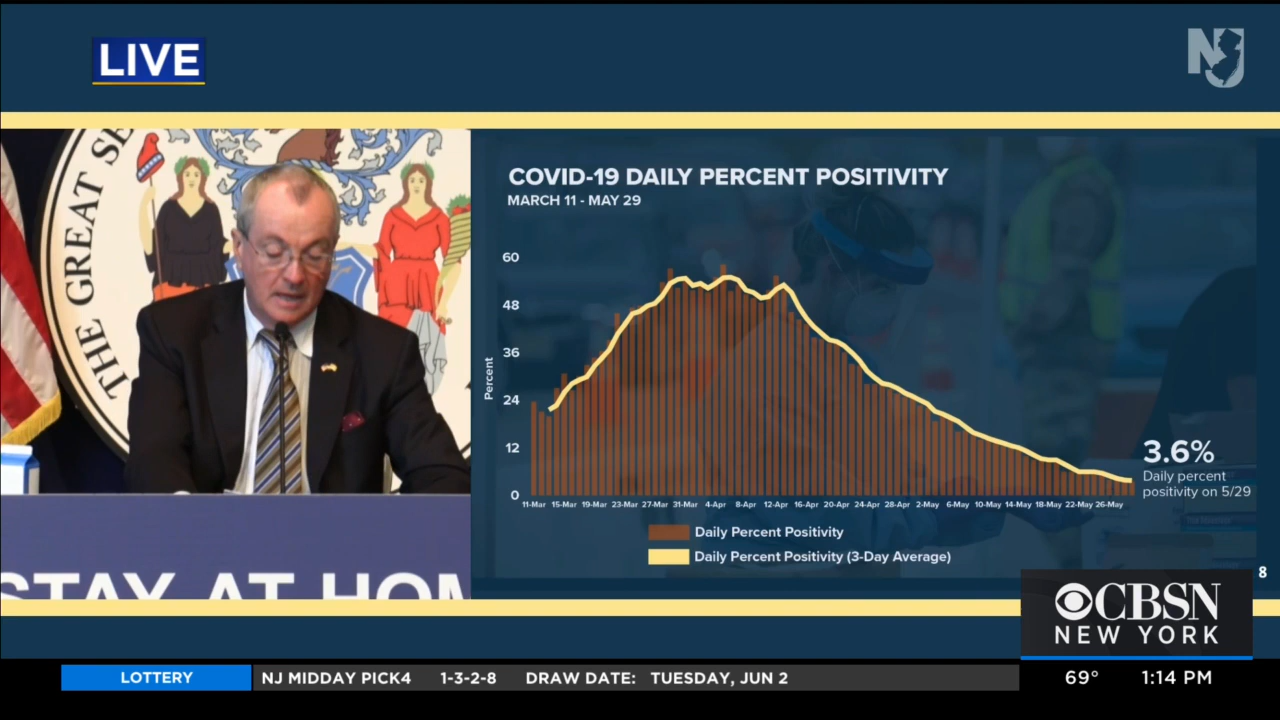 LIVE
NJ
THE GREAT SE
STAY AT HOM
COVID-19 DAILY PERCENT POSITIVITY
MARCH 11 - MAY 29
Percent
60
48
36
24
12
0
11-Mar 15-Mar 19-Mar 23-Mar 27-Mar 31-Mar 4-Apr 8-Apr 12-Apr 16-Apr 20-Apr 24-Apr 28-Apr 2-May 6-May 10-May 14-May 18-May 22-May 26-May
3.6%
Daily percent
positivity on 5/29
Daily Percent Positivity
Daily Percent Positivity (3-Day Average)
8
CBSN
NEW YORK
LOTTERY NJ MIDDAY PICK4 1-3-2-8 DRAW DATE: TUESDAY, JUN 2 69° 1:14 PM